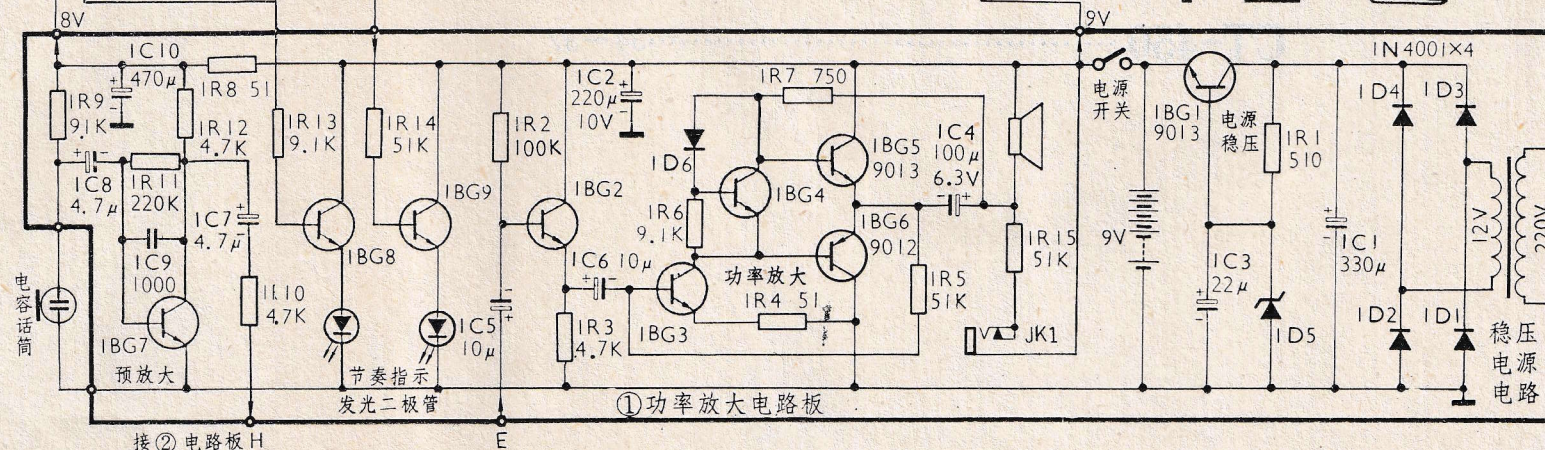 8V
9V
1C10
470μ
1R8 51
1R9
9.1K
1R12
4.7K
1C8
4.7μ
1R11
220K
1C7
4.7μ
1C9
1000
1R10
4.7K
1BG7
预放大
电容话筒
1R13
9.1K
1R14
51K
1BG8
1BG9
节奏指示
发光二极管
1R2
100K
1C2
220μ
10V
1BG2
1C5
10μ
1C6 10μ
1R3
4.7K
1R7 750
1D6
1BG4
1R6
9.1K
1BG3
功率放大
1R4 51
1BG5
9013
1BG6
9012
1C4
100μ
6.3V
1R5
51K
1R15
51K
JK1
电源
开关
9V
1BG1
9013
电源
稳压
1R1
510
1C3
22μ
1D5
1C1
330μ
1N4001×4
1D4
1D3
1D2
1D1
12V
220V
稳压
电源
电路
①功率放大电路板
接②电路板H
E